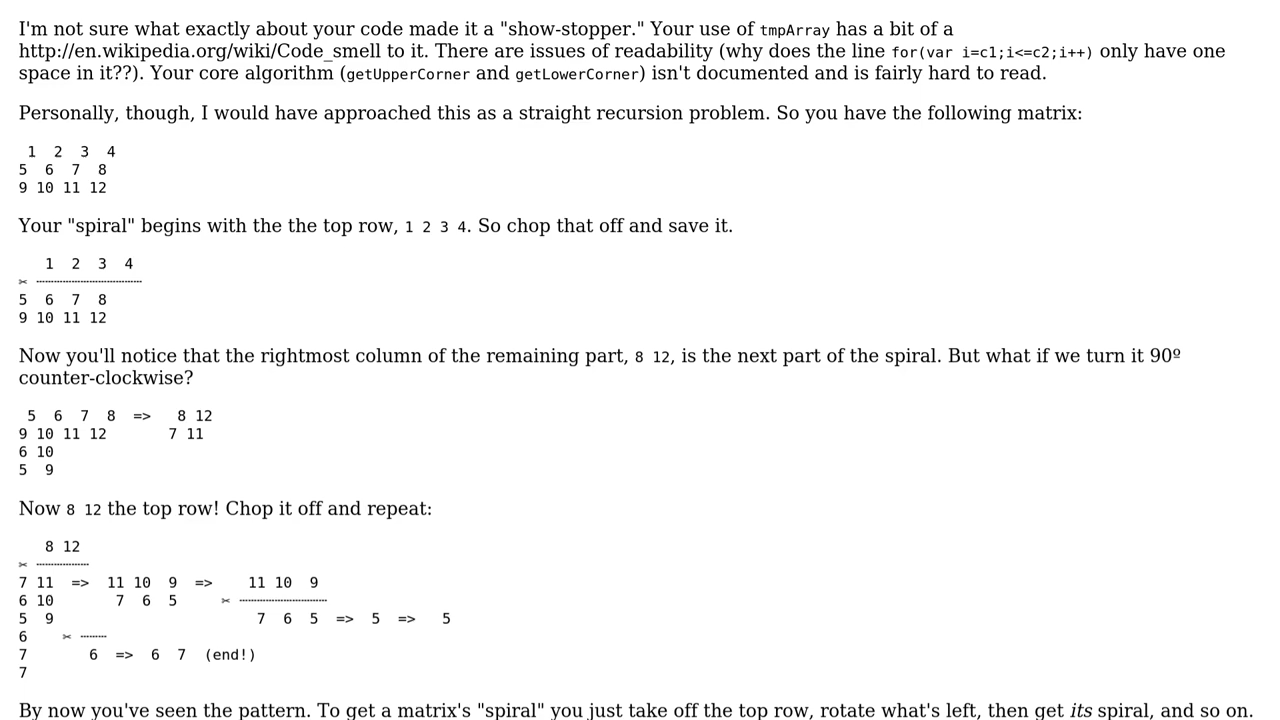 I'm not sure what exactly about your code made it a "show-stopper." Your use of tmpArray has a bit of a
http://en.wikipedia.org/wiki/Code_smell to it. There are issues of readability (why does the line for(var i=c1;i<=c2;i++) only have one
space in it??). Your core algorithm (getUpperCorner and getLowerCorner) isn't documented and is fairly hard to read.
Personally, though, I would have approached this as a straight recursion problem. So you have the following matrix:
 1  2  3  4
5  6  7  8
9 10 11 12
Your "spiral" begins with the the top row, 1 2 3 4. So chop that off and save it.
   1  2  3  4
✂ ┈┈┈┈┈┈┈┈┈┈┈┈
5  6  7  8
9 10 11 12
Now you'll notice that the rightmost column of the remaining part, 8 12, is the next part of the spiral. But what if we turn it 90º
counter-clockwise?
 5  6  7  8  =>   8 12
9 10 11 12       7 11
6 10
5  9
Now 8 12 the top row! Chop it off and repeat:
   8 12
✂ ┈┈┈┈┈┈
7 11  =>  11 10  9  =>    11 10  9
6 10       7  6  5     ✂ ┈┈┈┈┈┈┈┈┈┈
5  9                       7  6  5  =>  5  =>   5
6    ✂ ┈┈┈
7       6  =>  6  7  (end!)
7
By now you've seen the pattern. To get a matrix's "spiral" you just take off the top row, rotate what's left, then get its spiral, and so on.